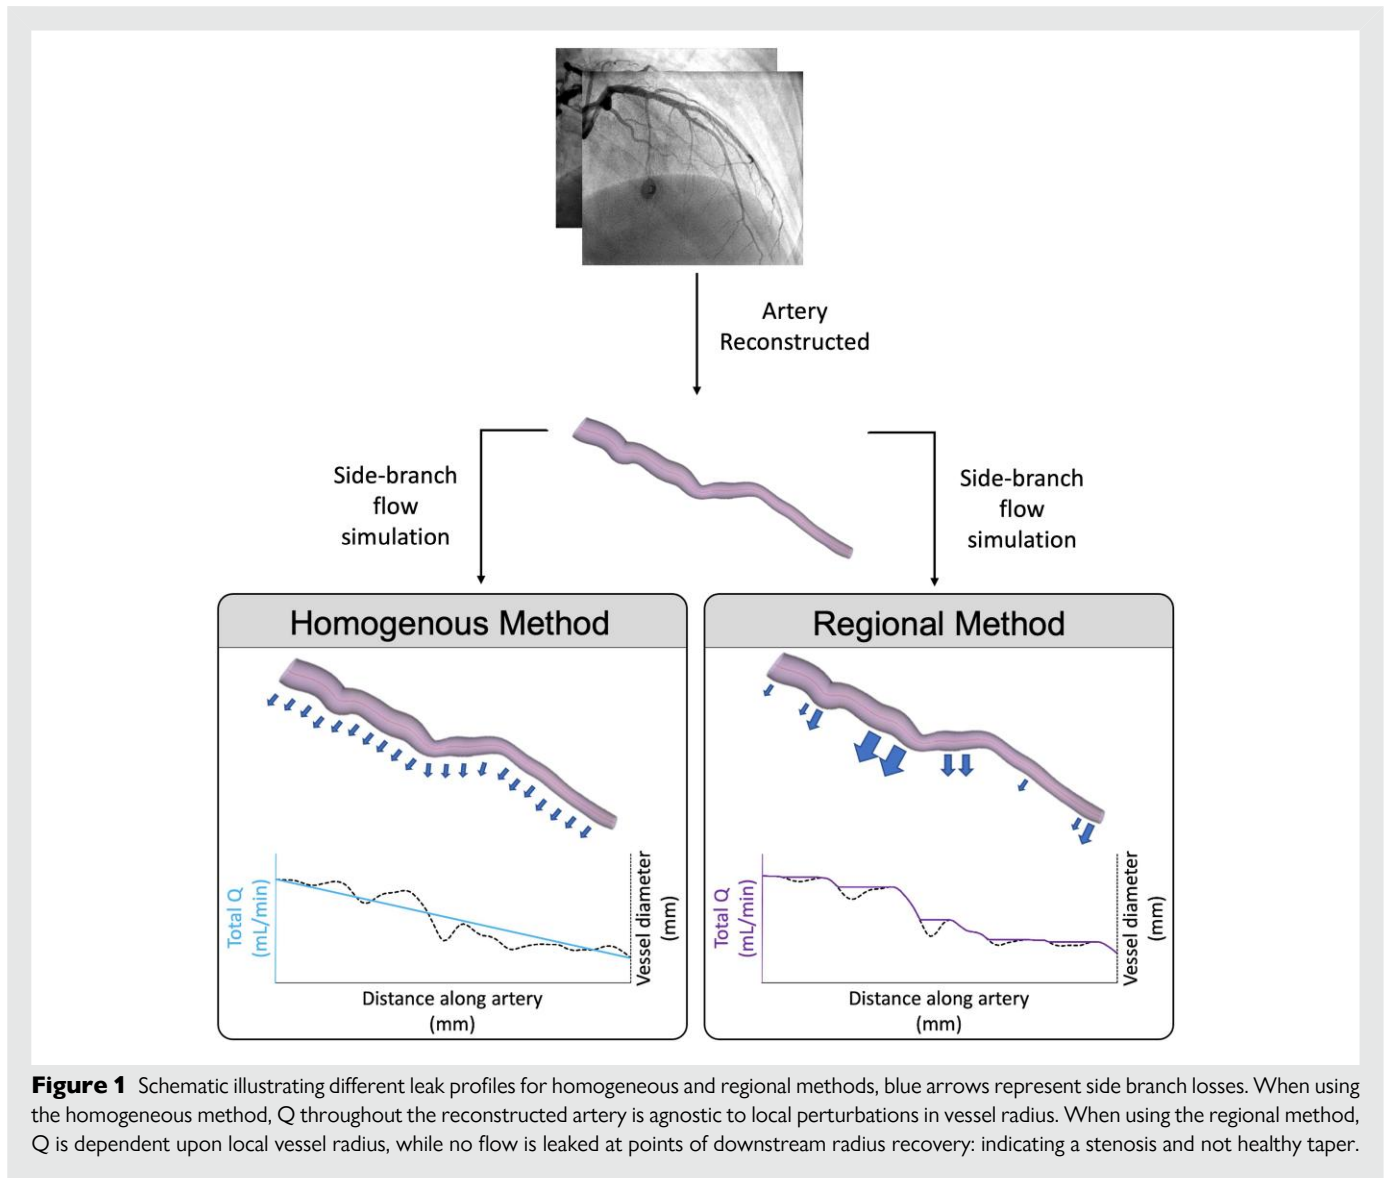 Artery
Reconstructed
Side-branch
flow
simulation
Side-branch
flow
simulation
Homogenous Method
Total Q
(mL/min)
Vessel diameter
(mm)
Distance along artery
(mm)
Regional Method
Total Q
(mL/min)
Vessel diameter
(mm)
Distance along artery
(mm)
Figure 1 Schematic illustrating different leak profiles for homogeneous and regional methods, blue arrows represent side branch losses. When using
the homogeneous method, Q throughout the reconstructed artery is agnostic to local perturbations in vessel radius. When using the regional method,
Q is dependent upon local vessel radius, while no flow is leaked at points of downstream radius recovery: indicating a stenosis and not healthy taper.